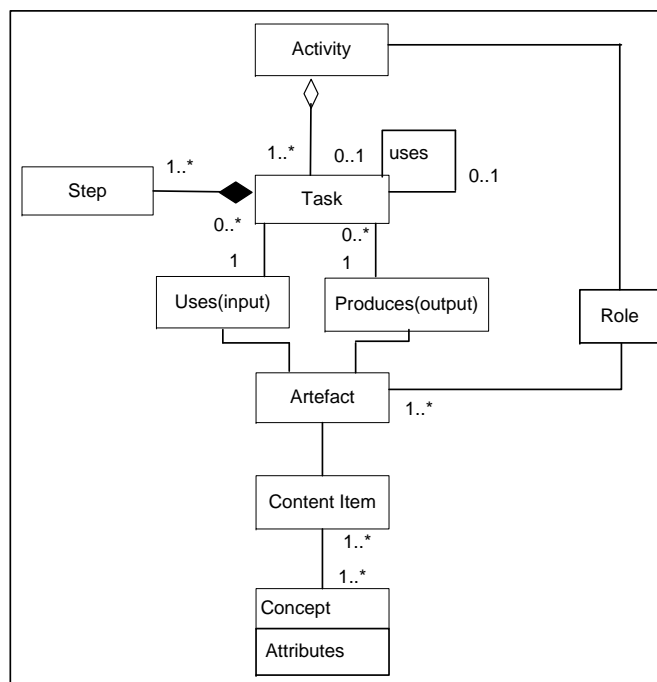 Activity
1..*
0..1
uses
0..1
1..*
Step
Task
0..*
0..*
1
1
Uses(input)
Produces(output)
Role
Artefact
1..*
Content Item
1..*
1..*
Concept
Attributes